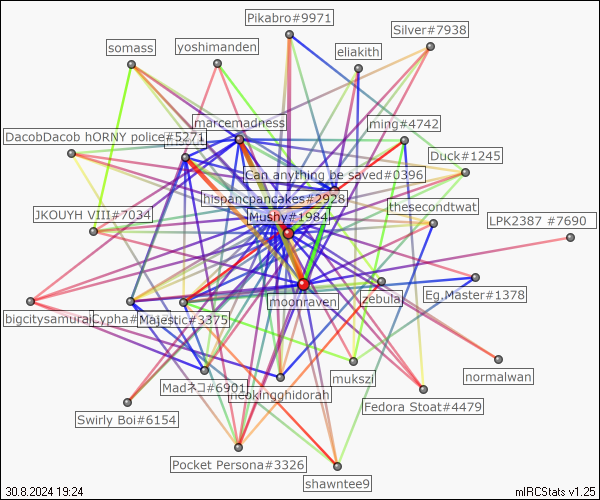 Pikabro#9971
Silver#7938
somass
yoshimanden
eliakith
marcemadness
ming#4742
DacobDacob hORNY police#5271
Duck#1245
Can anything be saved#0396
hispancpancakes#2928
thesecondtwat
JKOUYH VIII#7034
Mushy#1984
LPK2387 #7690
moonraven
zebulaj
Eg.Master#1378
bigcitysamurai
Cypha#
Majestic#3375
mukszi
normalwan
Madネコ#6901
neokingghidorah
Fedora Stoat#4479
Swirly Boi#6154
Pocket Persona#3326
shawntee9
30.8.2024 19:24
mIRCStats v1.25